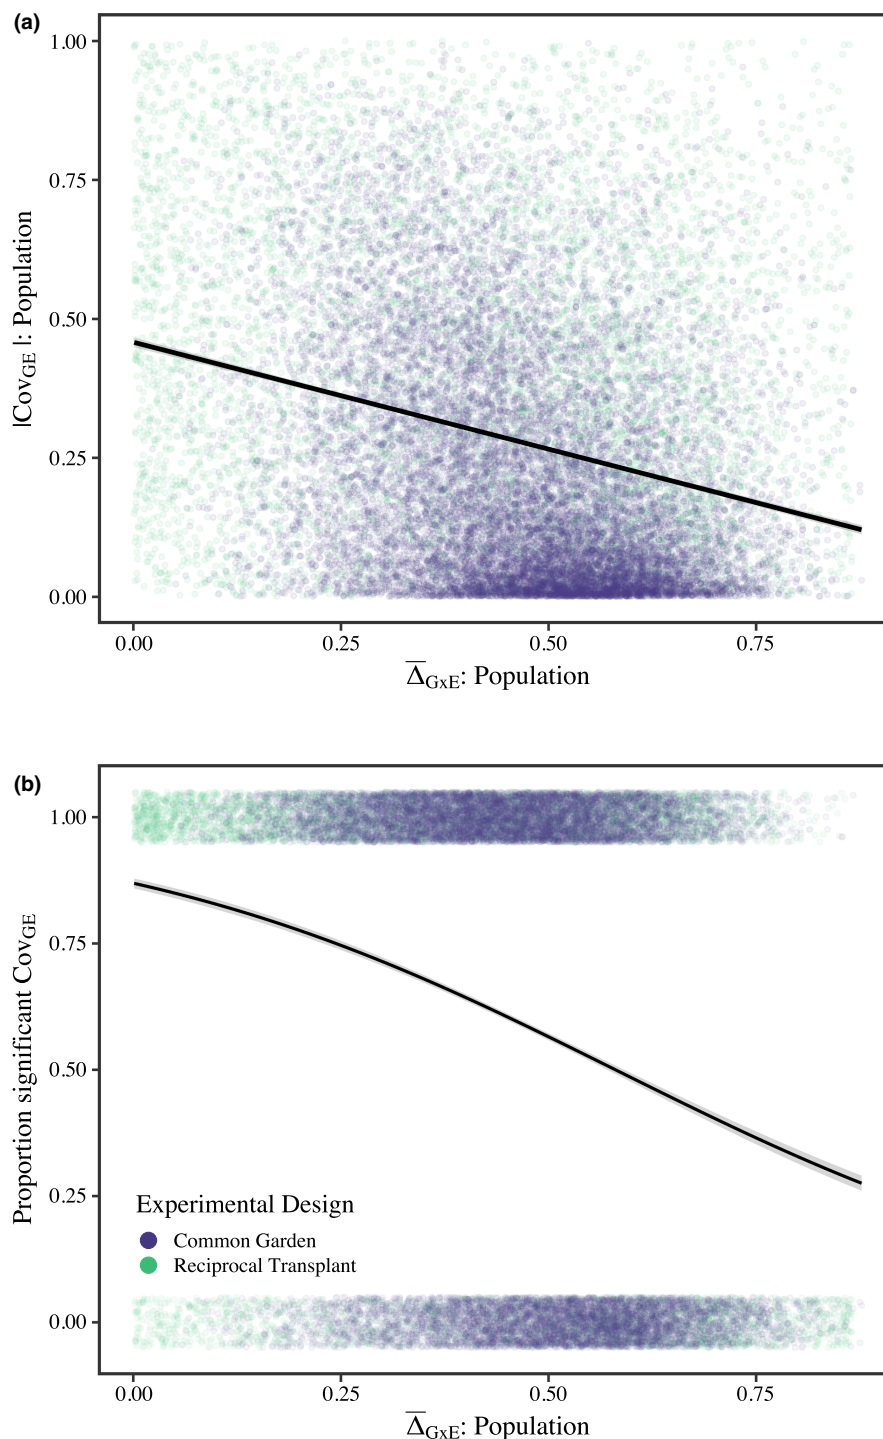 (a)
1.00
0.75
0.50
0.25
0.00
|CovGE |: Population
0.00 0.25 0.50 0.75
Δ̅GxE: Population
(b)
1.00
0.75
0.50
0.25
0.00
Proportion significant CovGE
Experimental Design
Common Garden
Reciprocal Transplant
0.00 0.25 0.50 0.75
Δ̅GxE: Population